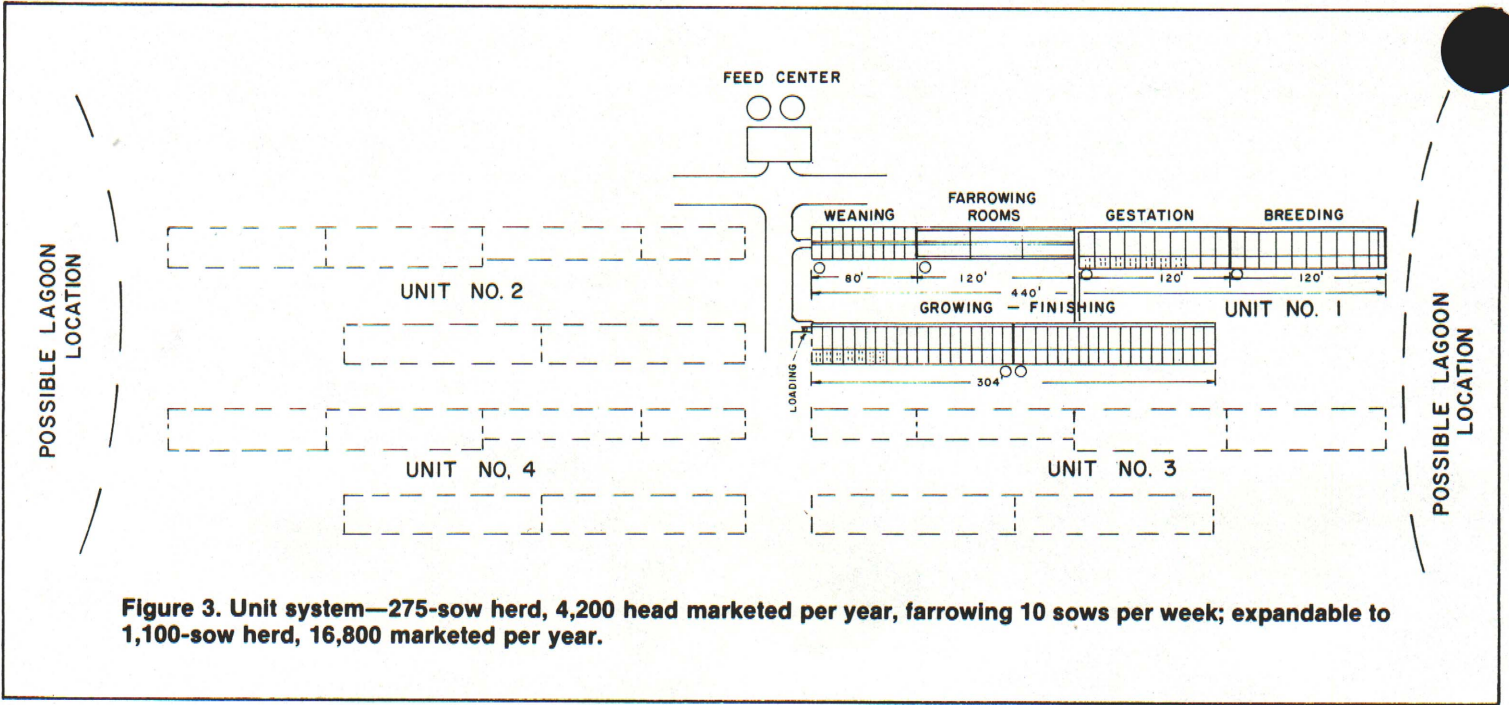 FEED CENTER
WEANING
FARROWING
ROOMS
GESTATION
BREEDING
80'
120'
120'
120'
440'
UNIT NO. 2
GROWING — FINISHING
UNIT NO. 1
POSSIBLE LAGOON
LOCATION
POSSIBLE LAGOON
LOCATION
LOADING
304'
UNIT NO. 4
UNIT NO. 3
Figure 3. Unit system—275-sow herd, 4,200 head marketed per year, farrowing 10 sows per week; expandable to
1,100-sow herd, 16,800 marketed per year.